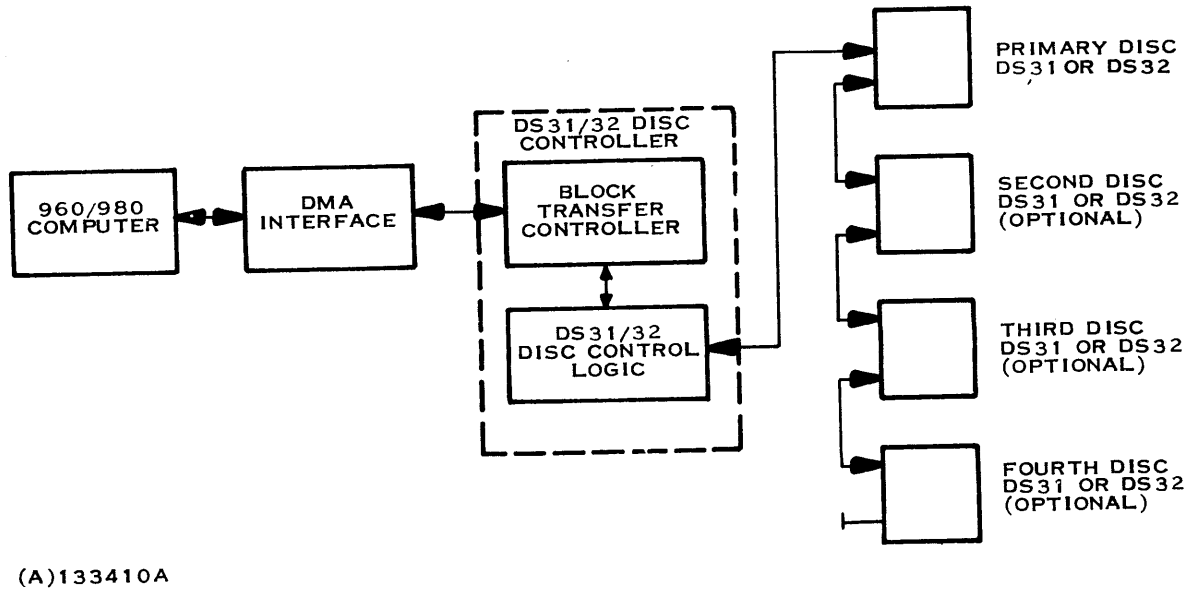 960/980
COMPUTER
DMA
INTERFACE
DS31/32 DISC
CONTROLLER
BLOCK
TRANSFER
CONTROLLER
DS31/32
DISC CONTROL
LOGIC
PRIMARY DISC
DS31 OR DS32
SECOND DISC
DS31 OR DS32
(OPTIONAL)
THIRD DISC
DS31 OR DS32
(OPTIONAL)
FOURTH DISC
DS31 OR DS32
(OPTIONAL)
(A)133410A